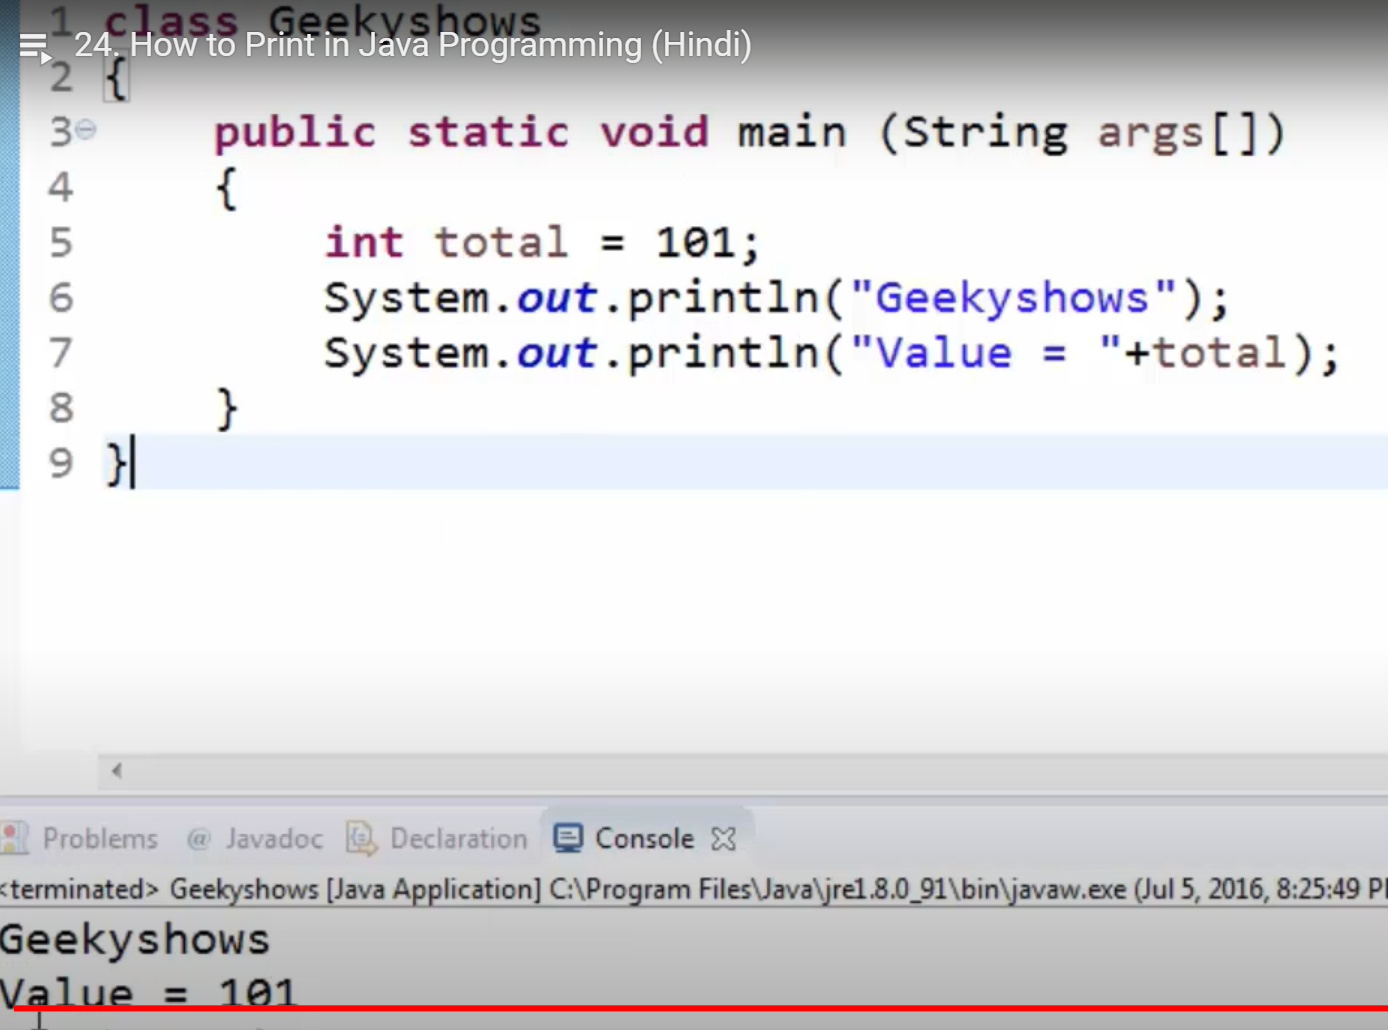 1 class Geekyshows
24. How to Print in Java Programming (Hindi)
2 {
3 public static void main (String args[])
4 {
5 int total = 101;
6 System.out.println("Geekyshows");
7 System.out.println("Value = "+total);
8 }
9 }
Problems @ Javadoc Declaration Console
<terminated> Geekyshows [Java Application] C:\Program Files\Java\jre1.8.0_91\bin\javaw.exe (Jul 5, 2016, 8:25:49
Geekyshows
Value = 101